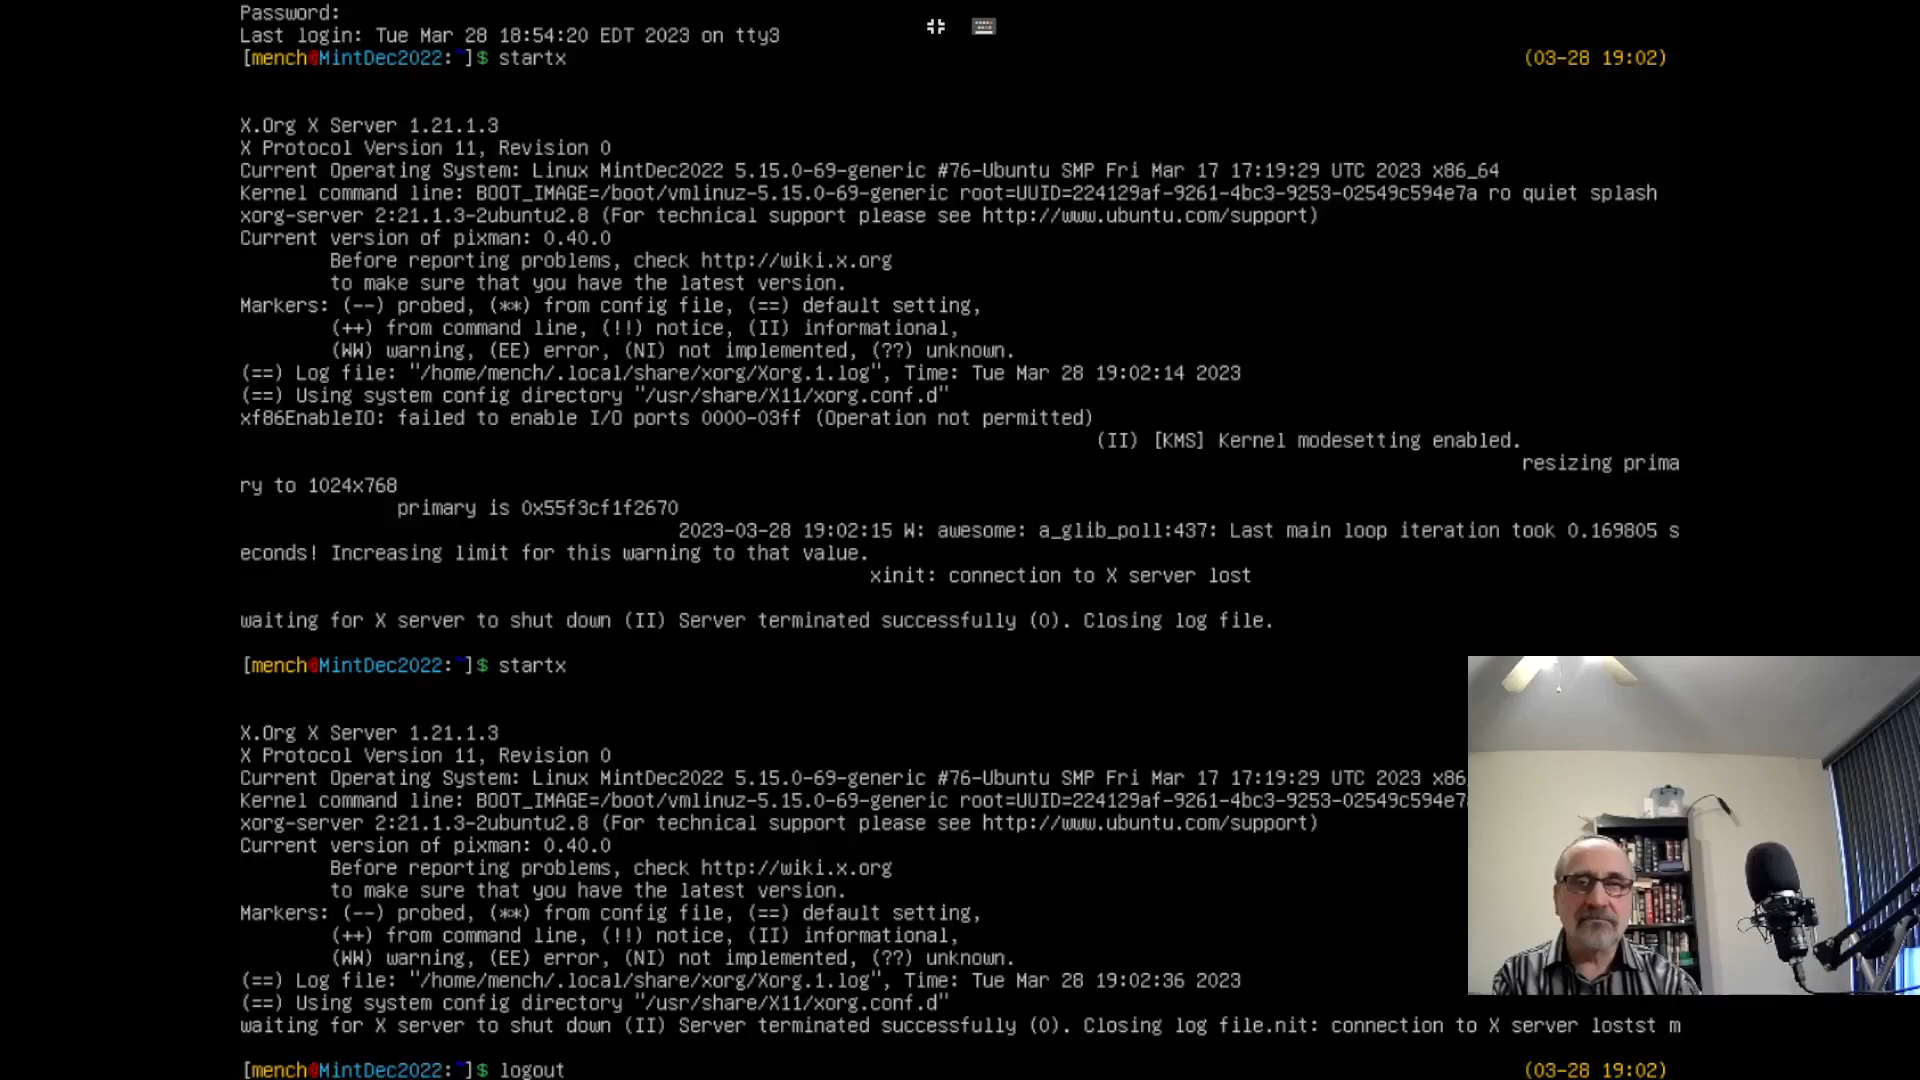 Password:
Last login: Tue Mar 28 18:54:20 EDT 2023 on tty3
[mench@MintDec2022:~]$ startx (03-28 19:02)
X.Org X Server 1.21.1.3
X Protocol Version 11, Revision 0
Current Operating System: Linux MintDec2022 5.15.0-69-generic #76-Ubuntu SMP Fri Mar 17 17:19:29 UTC 2023 x86_64
Kernel command line: BOOT_IMAGE=/boot/vmlinuz-5.15.0-69-generic root=UUID=224129af-9261-4bc3-9253-02549c594e7a ro quiet splash
xorg-server 2:21.1.3-2ubuntu2.8 (For technical support please see http://www.ubuntu.com/support)
Current version of pixman: 0.40.0
Before reporting problems, check http://wiki.x.org
to make sure that you have the latest version.
Markers: (--) probed, (**) from config file, (==) default setting,
(++) from command line, (!!) notice, (II) informational,
(WW) warning, (EE) error, (NI) not implemented, (??) unknown.
(==) Log file: "/home/mench/.local/share/xorg/Xorg.1.log", Time: Tue Mar 28 19:02:14 2023
(==) Using system config directory "/usr/share/X11/xorg.conf.d"
xf86EnableIO: failed to enable I/O ports 0000-03ff (Operation not permitted)
(II) [KMS] Kernel modesetting enabled.
resizing prima
ry to 1024x768
primary is 0x55f3cf1f2670
2023-03-28 19:02:15 W: awesome: a_glib_poll:437: Last main loop iteration took 0.169805 s
econds! Increasing limit for this warning to that value.
xinit: connection to X server lost
waiting for X server to shut down (II) Server terminated successfully (0). Closing log file.
[mench@MintDec2022:~]$ startx
X.Org X Server 1.21.1.3
X Protocol Version 11, Revision 0
Current Operating System: Linux MintDec2022 5.15.0-69-generic #76-Ubuntu SMP Fri Mar 17 17:19:29 UTC 2023 x86
Kernel command line: BOOT_IMAGE=/boot/vmlinuz-5.15.0-69-generic root=UUID=224129af-9261-4bc3-9253-02549c594e7
xorg-server 2:21.1.3-2ubuntu2.8 (For technical support please see http://www.ubuntu.com/support)
Current version of pixman: 0.40.0
Before reporting problems, check http://wiki.x.org
to make sure that you have the latest version.
Markers: (--) probed, (**) from config file, (==) default setting,
(++) from command line, (!!) notice, (II) informational,
(WW) warning, (EE) error, (NI) not implemented, (??) unknown.
(==) Log file: "/home/mench/.local/share/xorg/Xorg.1.log", Time: Tue Mar 28 19:02:36 2023
(==) Using system config directory "/usr/share/X11/xorg.conf.d"
waiting for X server to shut down (II) Server terminated successfully (0). Closing log file.nit: connection to X server lostst m
[mench@MintDec2022:~]$ logout (03-28 19:02)